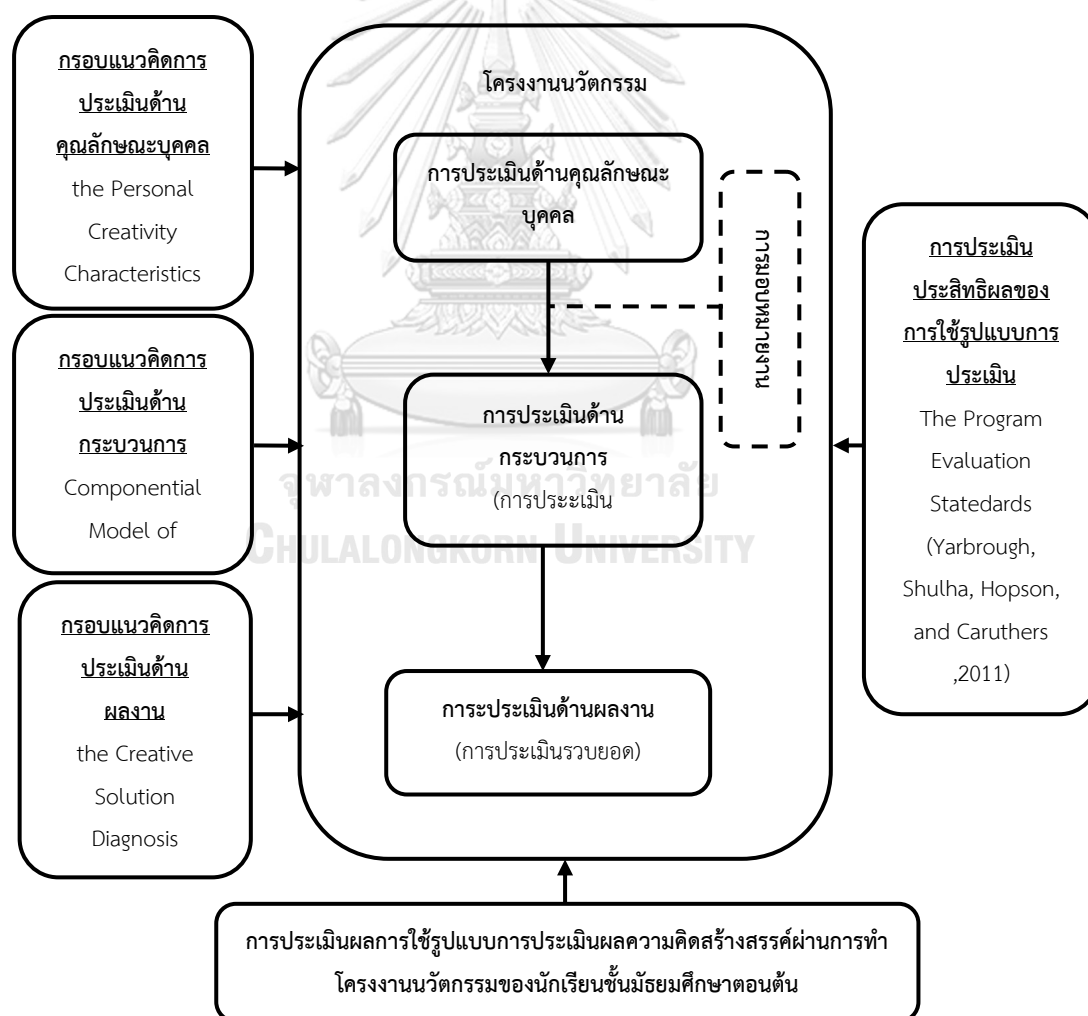 กรอบแนวคิดการ
ประเมินด้าน
คุณลักษณะบุคคล
the Personal
Creativity
Characteristics
กรอบแนวคิดการ
ประเมินด้าน
กระบวนการ
Componential
Model of
กรอบแนวคิดการ
ประเมินด้าน
ผลงาน
the Creative
Solution
Diagnosis
โครงงานนวัตกรรม
การประเมินด้านคุณลักษณะ
บุคคล
การมอบหมายงาน
การประเมินด้าน
กระบวนการ
(การประะเมิน
จุฬาลงกรณ์มหาวิทยาลัย
CHULALONGKORN UNIVERSITY
การะประเมินด้านผลงาน
(การประเมินรวบยอด)
การประเมิน
ประสิทธิผลของ
การใช้รูปแบบการ
ประเมิน
The Program
Evaluation
Statedards
(Yarbrough,
Shulha, Hopson,
and Caruthers
,2011)
การประเมินผลการใช้รูปแบบการประเมินผลความคิดสร้างสรรค์ผ่านการทำ
โครงงานนวัตกรรมของนักเรียนชั้นมัธยมศึกษาตอนต้น